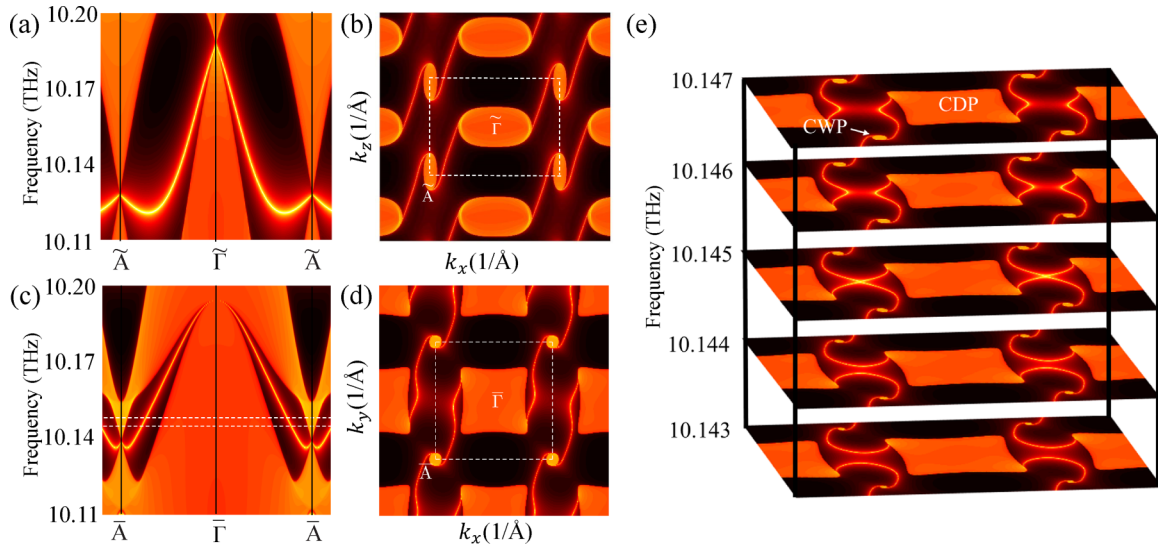 (a)
Frequency (THz)
10.20
10.17
10.14
10.11
Ã
Γ̃
Ã
(b)
k_z(1/Å)
Γ̃
Ã
k_x(1/Å)
(c)
Frequency (THz)
10.20
10.17
10.14
10.11
Ā
Γ̄
Ā
(d)
k_y(1/Å)
Γ̄
Ā
k_x(1/Å)
(e)
Frequency (THz)
10.147
CDP
CWP
10.146
10.145
10.144
10.143